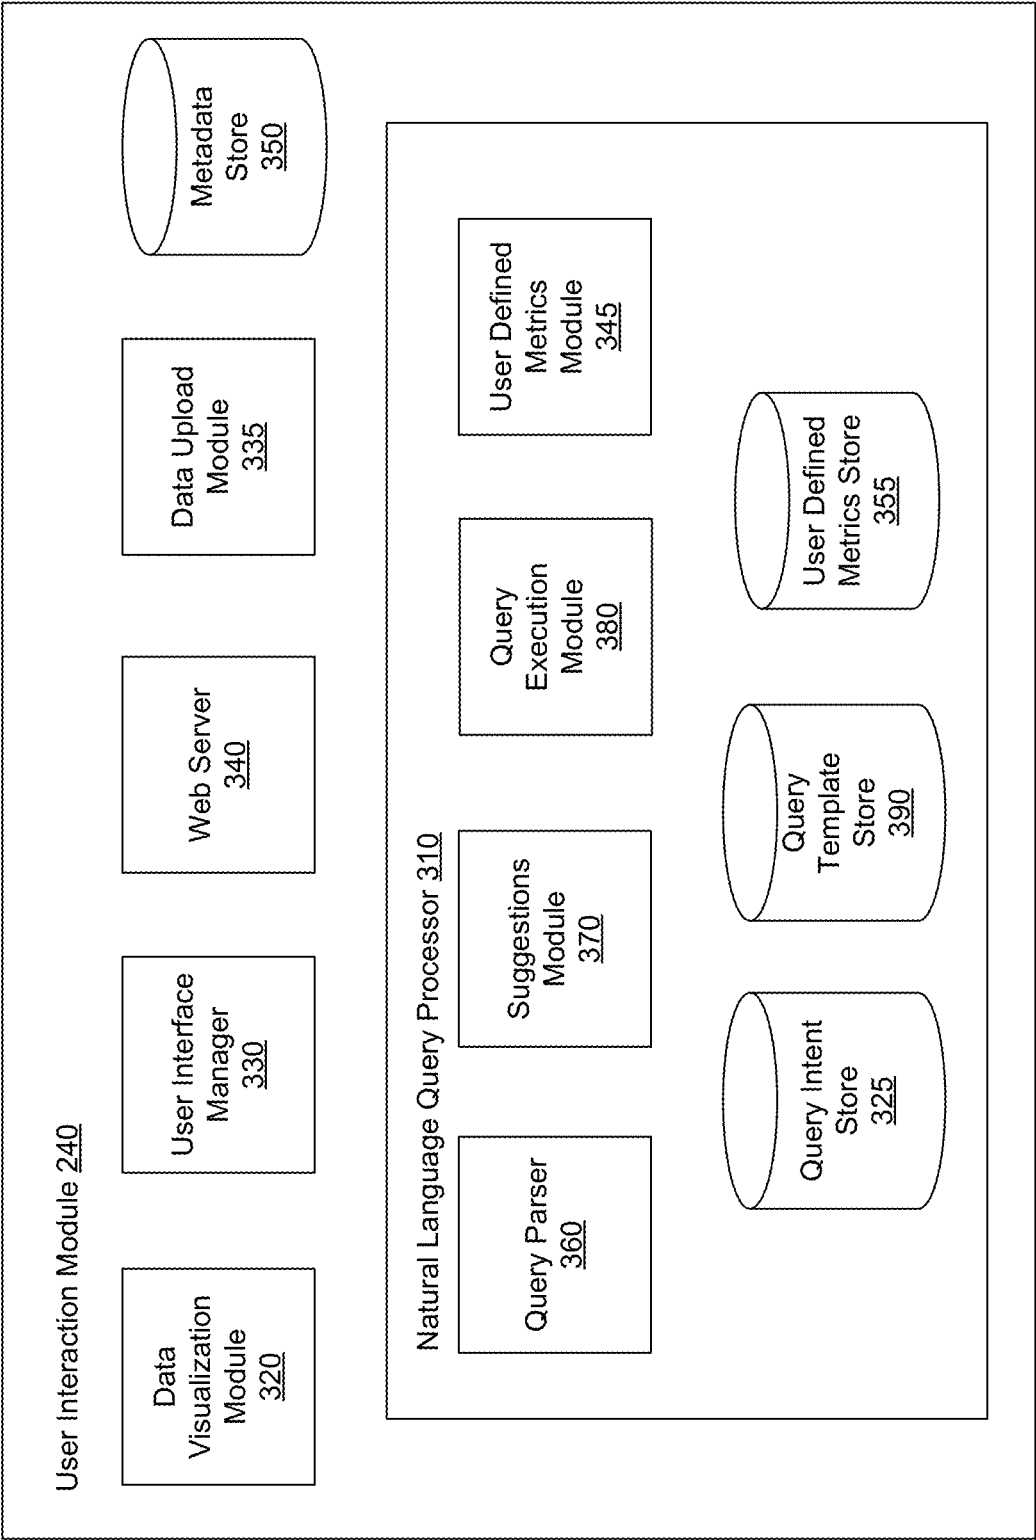 User Interaction Module 240
Data
Visualization
Module
320
User Interface
Manager
330
Web Server
340
Data Upload
Module
335
Metadata
Store
350
Natural Language Query Processor 310
Query Parser
360
Suggestions
Module
370
Query
Execution
Module
380
User Defined
Metrics
Module
345
Query Intent
Store
325
Query
Template
Store
390
User Defined
Metrics Store
355